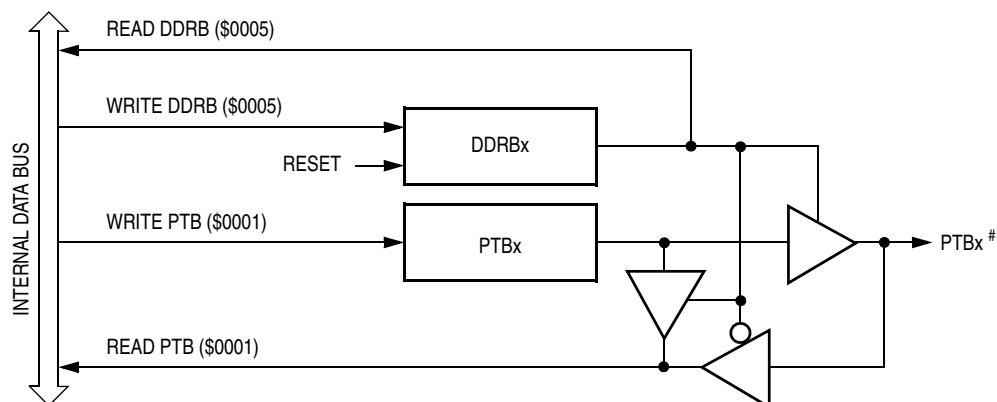 READ DDRB ($0005)
WRITE DDRB ($0005)
DDRBx
RESET
INTERNAL DATA BUS
WRITE PTB ($0001)
PTBx
PTBx #
READ PTB ($0001)